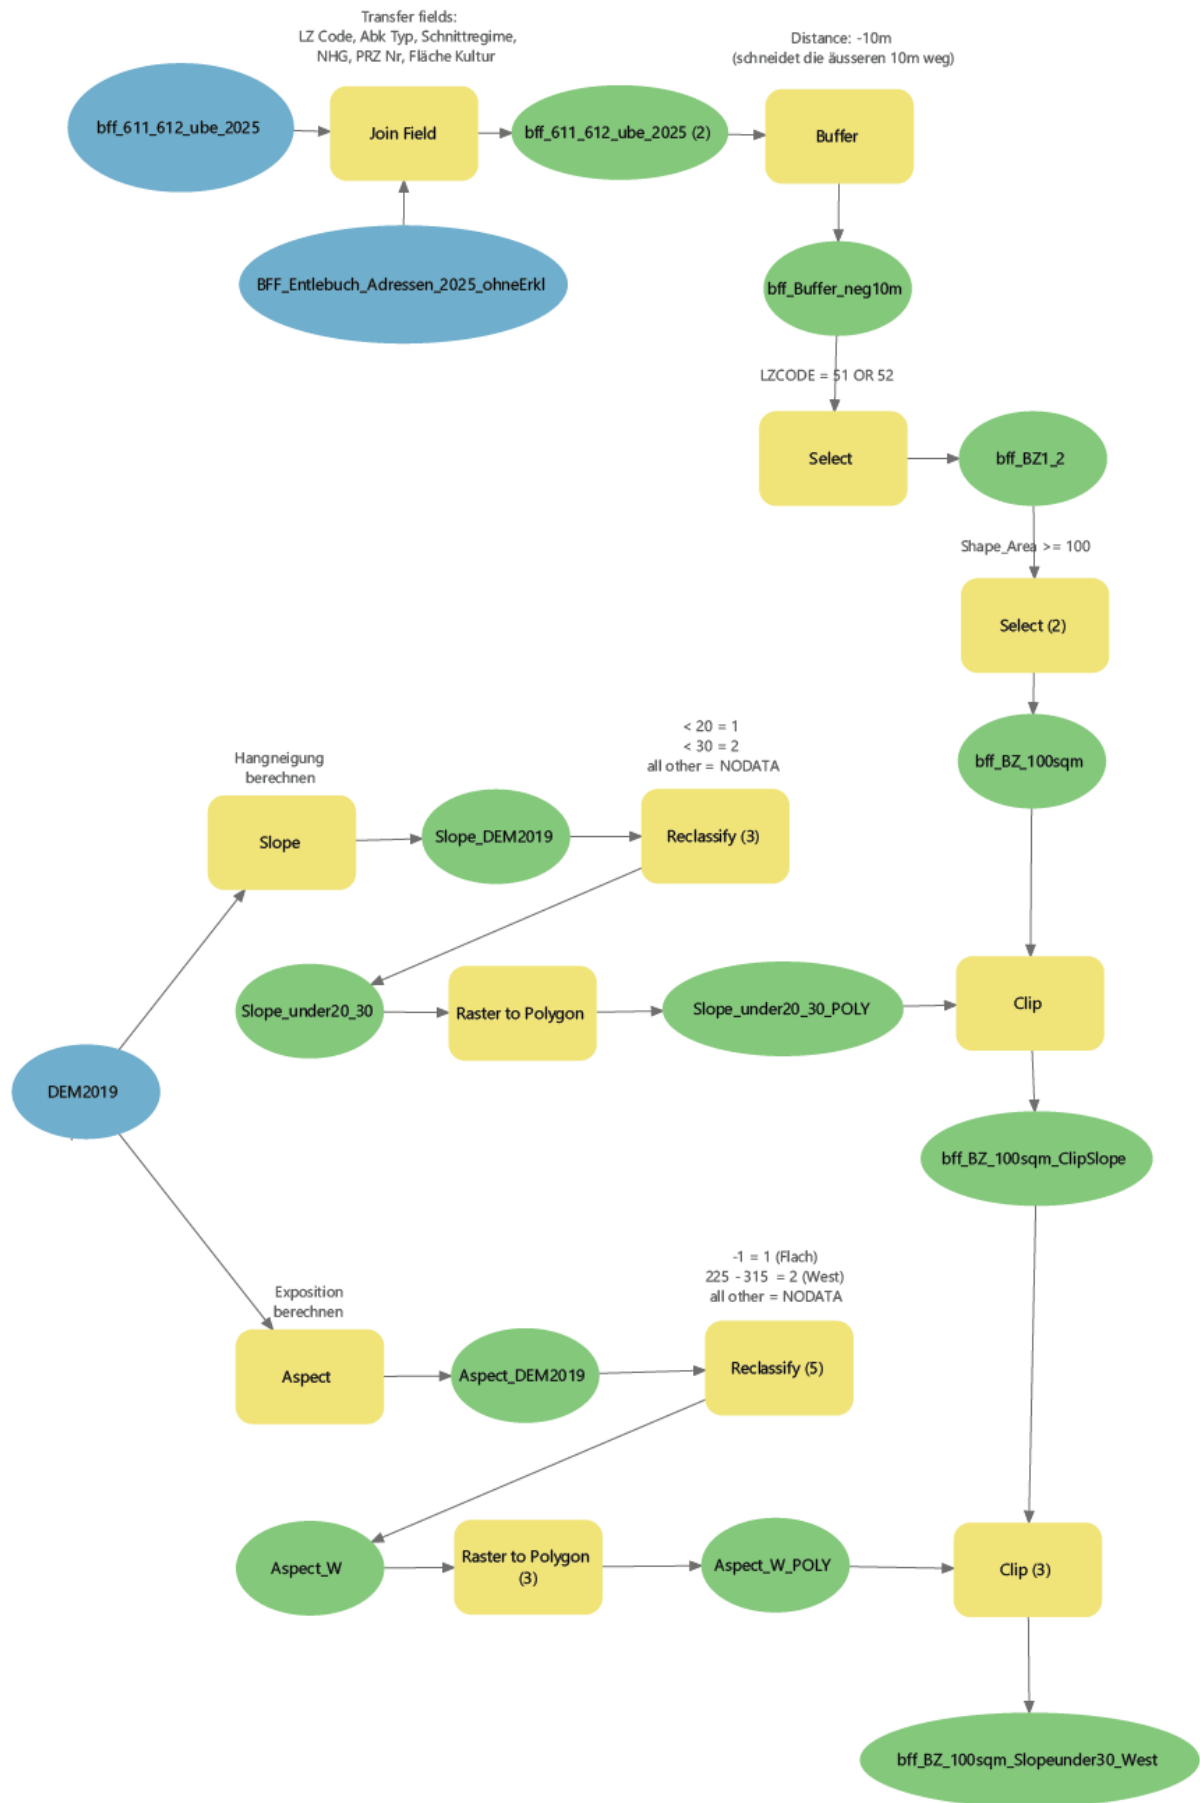 Transfer fields:
LZ Code, Abk Typ, Schnittregime,
NHG, PRZ Nr, Fläche Kultur
Distance: -10m
(schneidet die äusseren 10m weg)
bff_611_612_ube_2025
Join Field
bff_611_612_ube_2025 (2)
Buffer
BFF_Entlebuch_Adressen_2025_ohneErkl
bff_Buffer_neg10m
LZCODE = 51 OR 52
Select
bff_BZ1_2
Shape_Area >= 100
Select (2)
bff_BZ_100sqm
Hangneigung
berechnen
< 20 = 1
< 30 = 2
all other = NODATA
Slope
Slope_DEM2019
Reclassify (3)
Slope_under20_30
Raster to Polygon
Slope_under20_30_POLY
Clip
DEM2019
bff_BZ_100sqm_ClipSlope
Exposition
berechnen
-1 = 1 (Flach)
225 - 315 = 2 (West)
all other = NODATA
Aspect
Aspect_DEM2019
Reclassify (5)
Aspect_W
Raster to Polygon
(3)
Aspect_W_POLY
Clip (3)
bff_BZ_100sqm_Slopeunder30_West